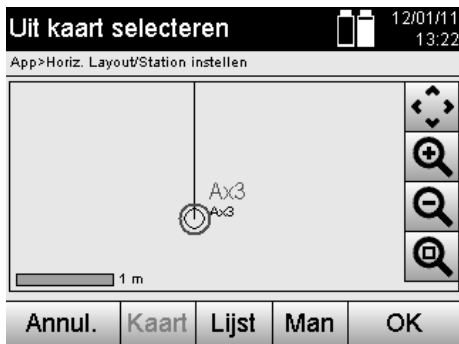 Uit kaart selecteren
12/01/11
13:22
App>Horiz. Layout/Station instellen
Ax3
Ax3
1 m
Annul. Kaart Lijst Man OK